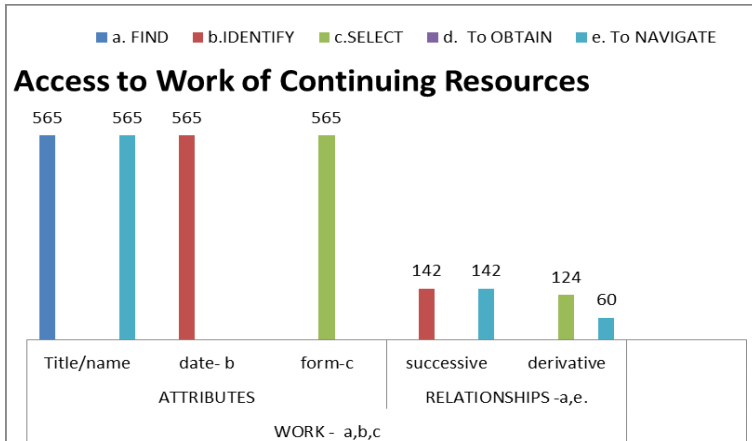 a. FIND b.IDENTIFY c.SELECT d. To OBTAIN e. To NAVIGATE
Access to Work of Continuing Resources
565 565 565 565
142 142 124 60
Title/name date- b form-c successive derivative
ATTRIBUTES RELATIONSHIPS -a,e.
WORK - a,b,c